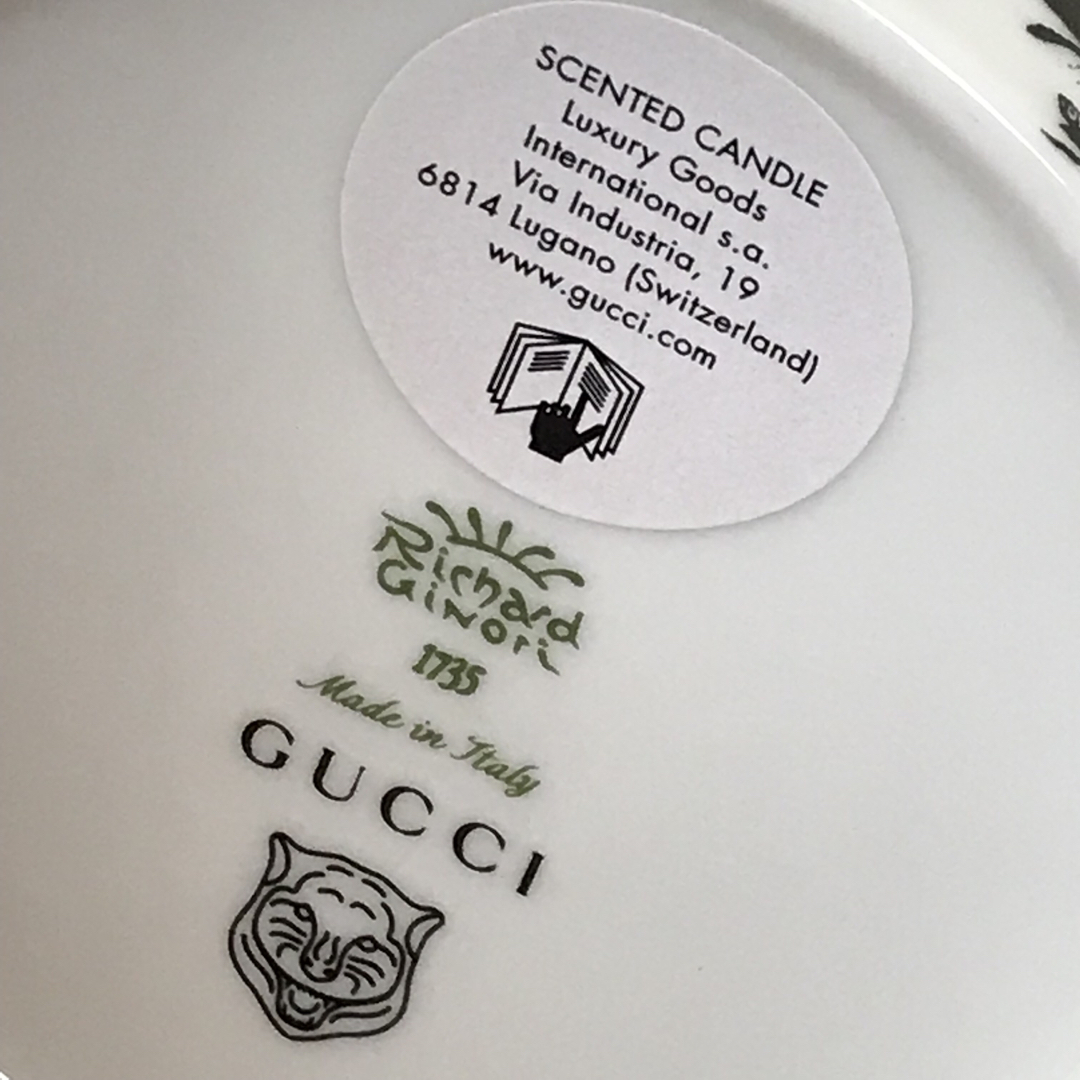 SCENTED CANDLE
Luxury Goods
International s.a.
Via Industria, 19
6814 Lugano (Switzerland)
www.gucci.com
Richard
Ginori
1735
Made in Italy
GUCCI